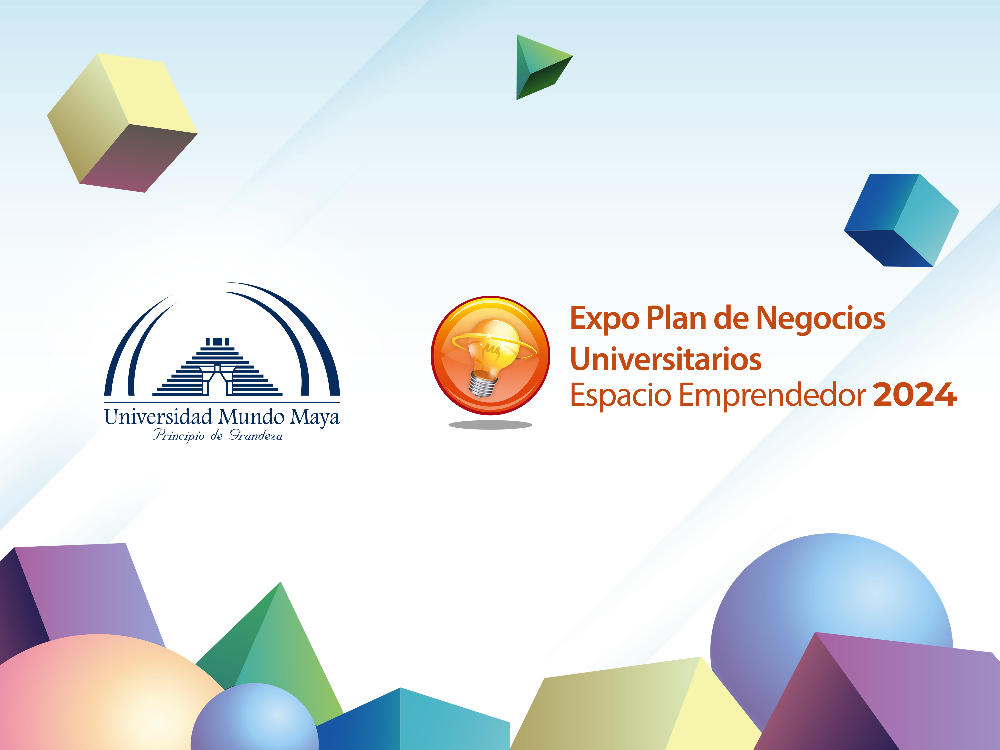 Universidad Mundo Maya
Principio de Grandeza
Expo Plan de Negocios
Universitarios
Espacio Emprendedor 2024